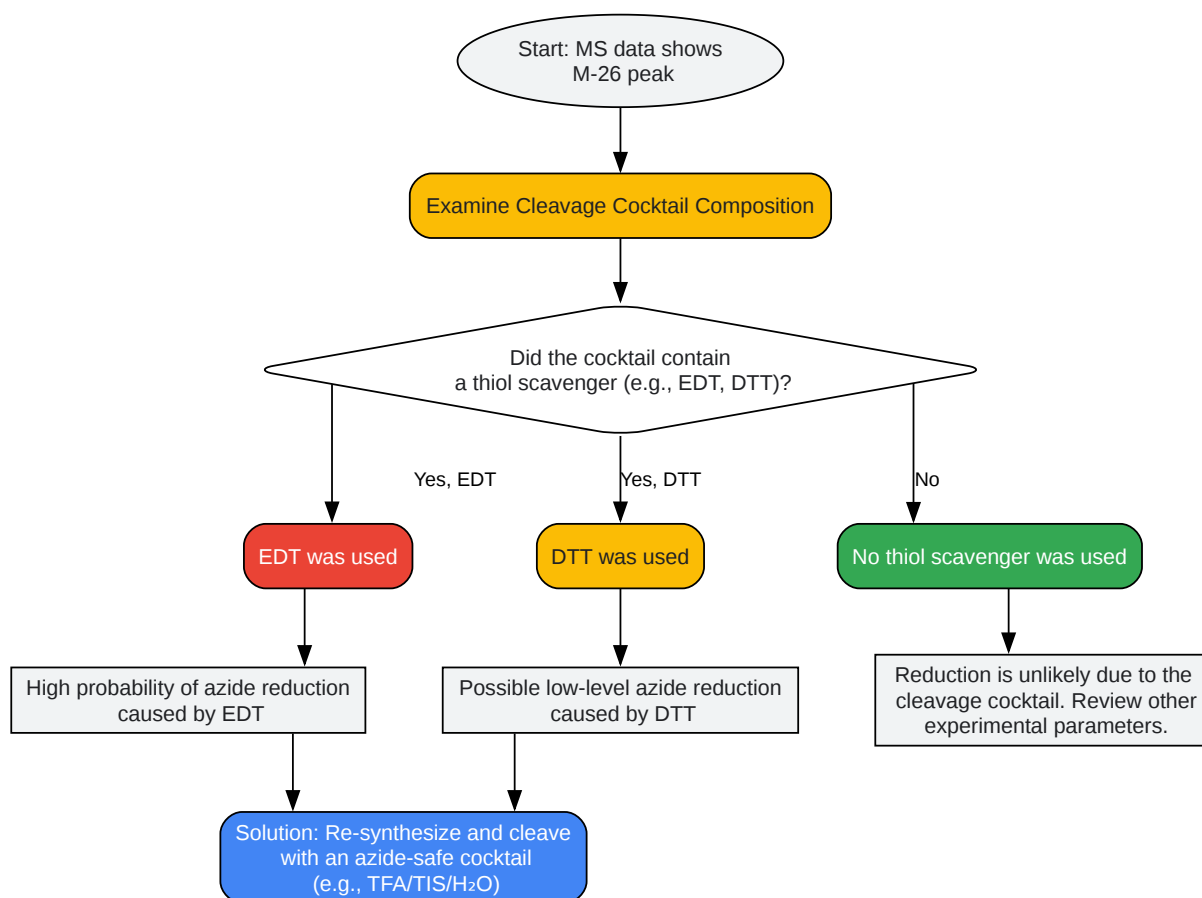 Start: MS data shows
M-26 peak
Examine Cleavage Cocktail Composition
Did the cocktail contain
a thiol scavenger (e.g., EDT, DTT)?
Yes, EDT
Yes, DTT
No
EDT was used
DTT was used
No thiol scavenger was used
High probability of azide reduction
caused by EDT
Possible low-level azide reduction
caused by DTT
Reduction is unlikely due to the
cleavage cocktail. Review other
experimental parameters.
Solution: Re-synthesize and cleave
with an azide-safe cocktail
(e.g., TFA/TIS/H₂O)